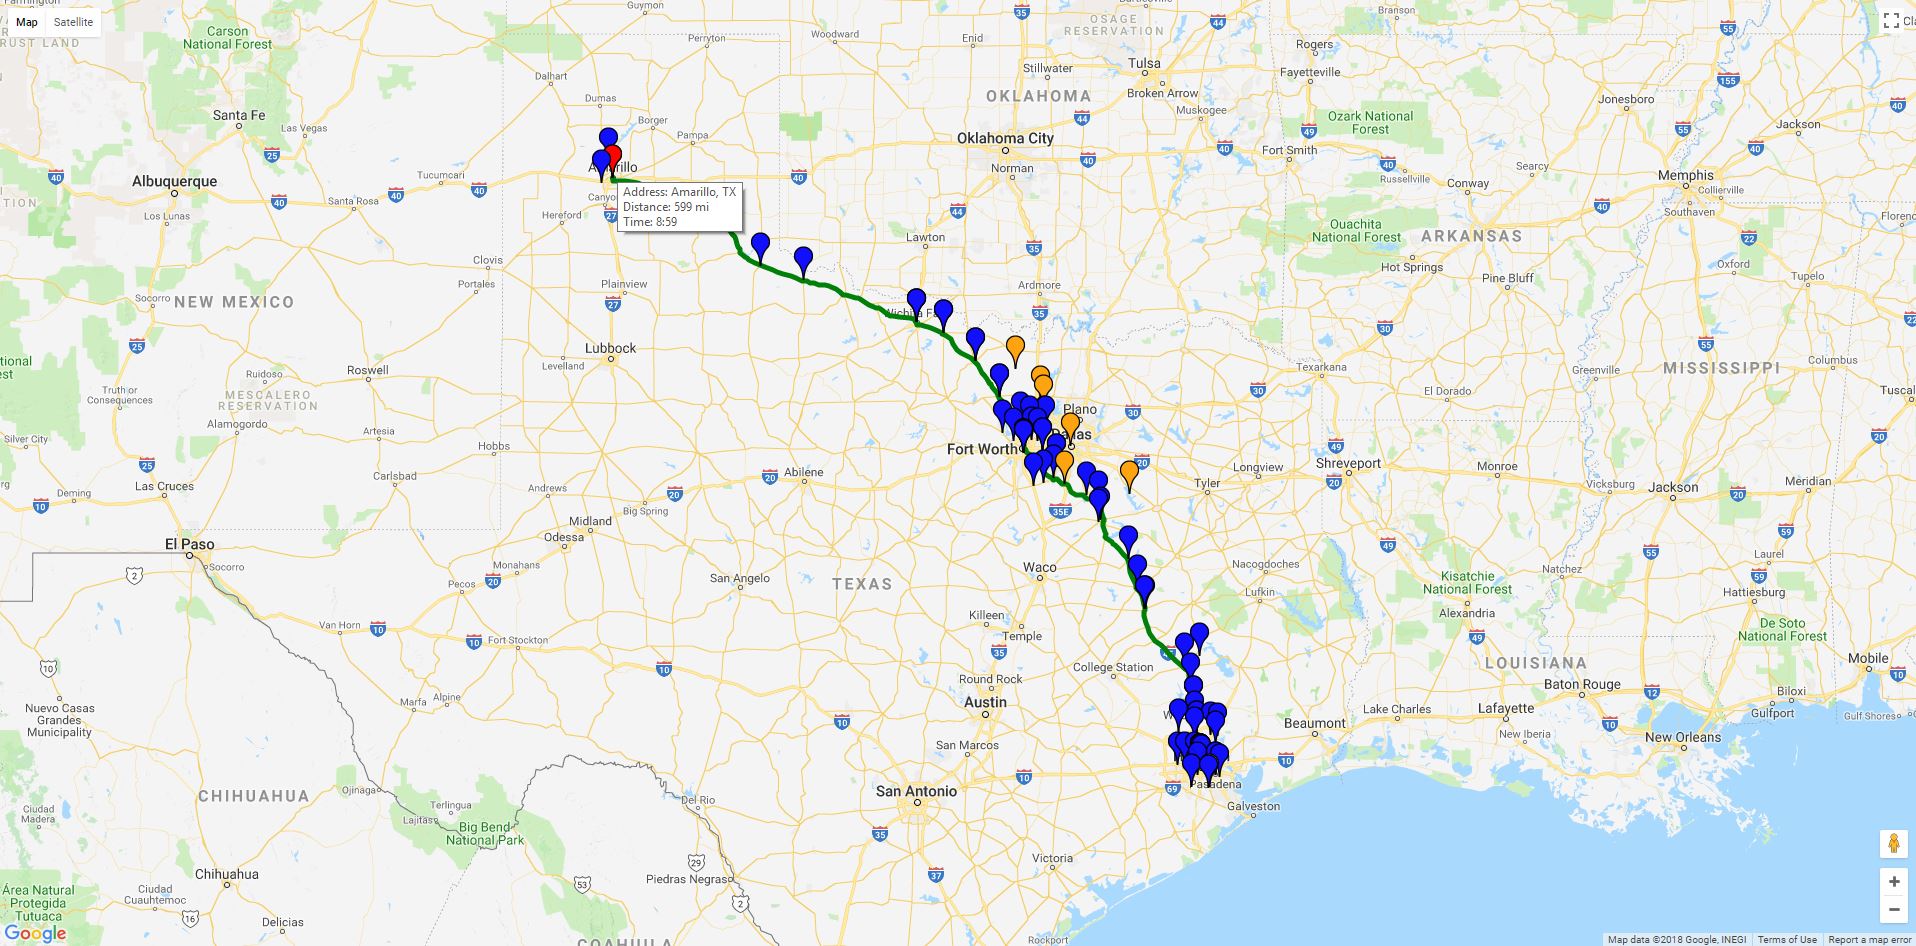 Map
Satellite
Farmington
RUST LAND
Carson
National Forest
Guymon
Perryton
Woodward
Enid
OSAGE
RESERVATION
Bartlesville
Branson
Dalhart
Stillwater
Tulsa
Rogers
Fayetteville
Broken Arrow
Dumas
Santa Fe
Las Vegas
Borger
Pampa
OKLAHOMA
Muskogee
Ozark National
Forest
Jonesboro
Jackson
Oklahoma City
Norman
Fort Smith
Searcy
Russellville
Conway
Memphis
Collierville
Southaven
Albuquerque
Tucumcari
Santa Rosa
Los Lunas
Hereford
Address: Amarillo, TX
Distance: 599 mi
Time: 8:59
Lawton
Ouachita
National Forest
ARKANSAS
Hot Springs
Pine Bluff
Oxford
Tupelo
Clovis
Portales
Plainview
Ardmore
Socorro
NEW MEXICO
Lubbock
Levelland
Roswell
Ruidoso
Truth or
Consequences
MESCALERO
RESERVATION
Alamogordo
Artesia
Hobbs
Silver City
Carlsbad
Texarkana
El Dorado
Greenville
MISSISSIPPI
Columbus
Plano
Fort Worth
Abilene
Tyler
Longview
Shreveport
Monroe
Vicksburg
Jackson
Meridian
Deming
Las Cruces
Andrews
Big Spring
Midland
Odessa
El Paso
Socorro
Monahans
Pecos
San Angelo
TEXAS
Waco
Nacogdoches
Lufkin
Kisatchie
National Forest
Alexandria
Natchez
Laurel
Hattiesburg
De Soto
National Forest
Van Horn
Fort Stockton
Killeen
Temple
College Station
Round Rock
Austin
LOUISIANA
Baton Rouge
Mobile
Biloxi
Gulfport
Gulf Shores
Marfa
Alpine
Nuevo Casas
Grandes
Municipality
San Marcos
San Antonio
Beaumont
Lake Charles
Lafayette
New Iberia
New Orleans
Pasadena
Galveston
CHIHUAHUA
Ojinaga
Terlingua
Lajitas
Big Bend
National Park
Del Rio
Ciudad
Madera
Chihuahua
Victoria
Piedras Negras
Área Natural
Protegida
Tutuaca
Ciudad
Cuauhtemoc
Delicias
COAHUILA
Rockport
Google
Map data ©2018 Google, INEGI
Terms of Use
Report a map error